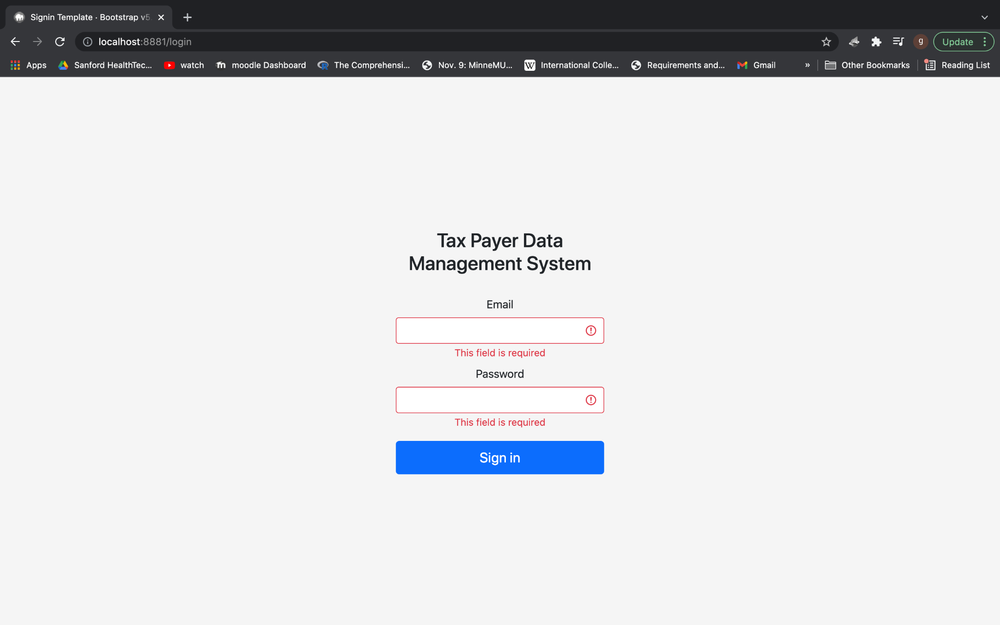 Signin Template · Bootstrap v5
localhost:8881/login
g
Update
Apps
Sanford HealthTec...
watch
moodle Dashboard
The Comprehensi...
Nov. 9: MinneMU...
W
International Colle...
Requirements and...
Gmail
»
Other Bookmarks
Reading List
Tax Payer Data
Management System
Email
This field is required
Password
This field is required
Sign in